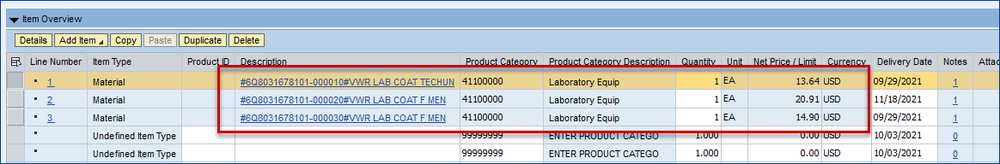 Item Overview
Details Add Item Copy Paste Duplicate Delete
Line Number Item Type Product ID Description Product Category Product Category Description Quantity Unit Net Price / Limit Currency Delivery Date Notes Attac
• 1 Material #6Q8031678101-000010#VWR LAB COAT TECHUN 41100000 Laboratory Equip 1 EA 13.64 USD 09/29/2021 1
• 2 Material #6Q8031678101-000020#VWR LAB COAT F MEN 41100000 Laboratory Equip 1 EA 20.91 USD 11/18/2021 1
• 3 Material #6Q8031678101-000030#VWR LAB COAT F MEN 41100000 Laboratory Equip 1 EA 14.90 USD 09/29/2021 1
• Undefined Item Type 99999999 ENTER PRODUCT CATEGO 1.000 0.00 USD 10/03/2021 0
• Undefined Item Type 99999999 ENTER PRODUCT CATEGO 1.000 0.00 USD 10/03/2021 0